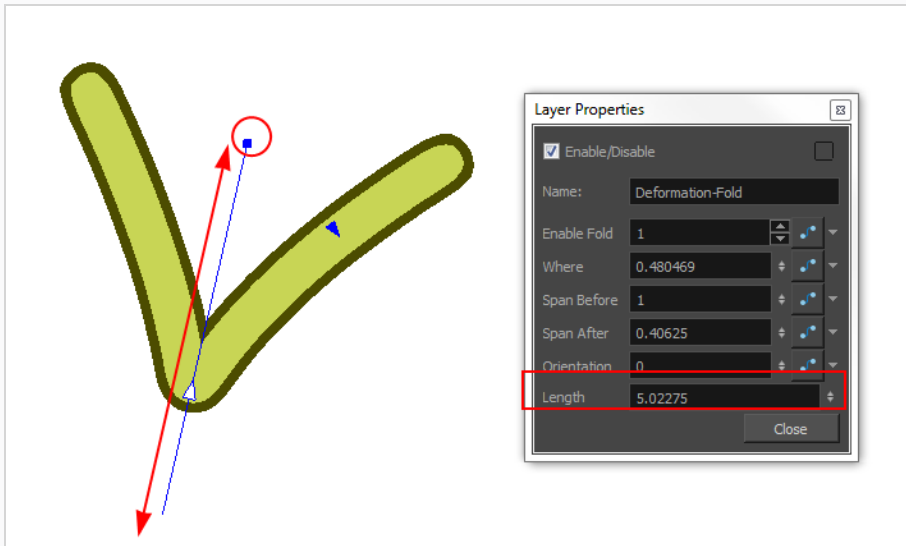 Layer Properties
Enable/Disable
Name: Deformation-Fold
Enable Fold 1
Where 0.480469
Span Before 1
Span After 0.40625
Orientation 0
Length 5.02275
Close